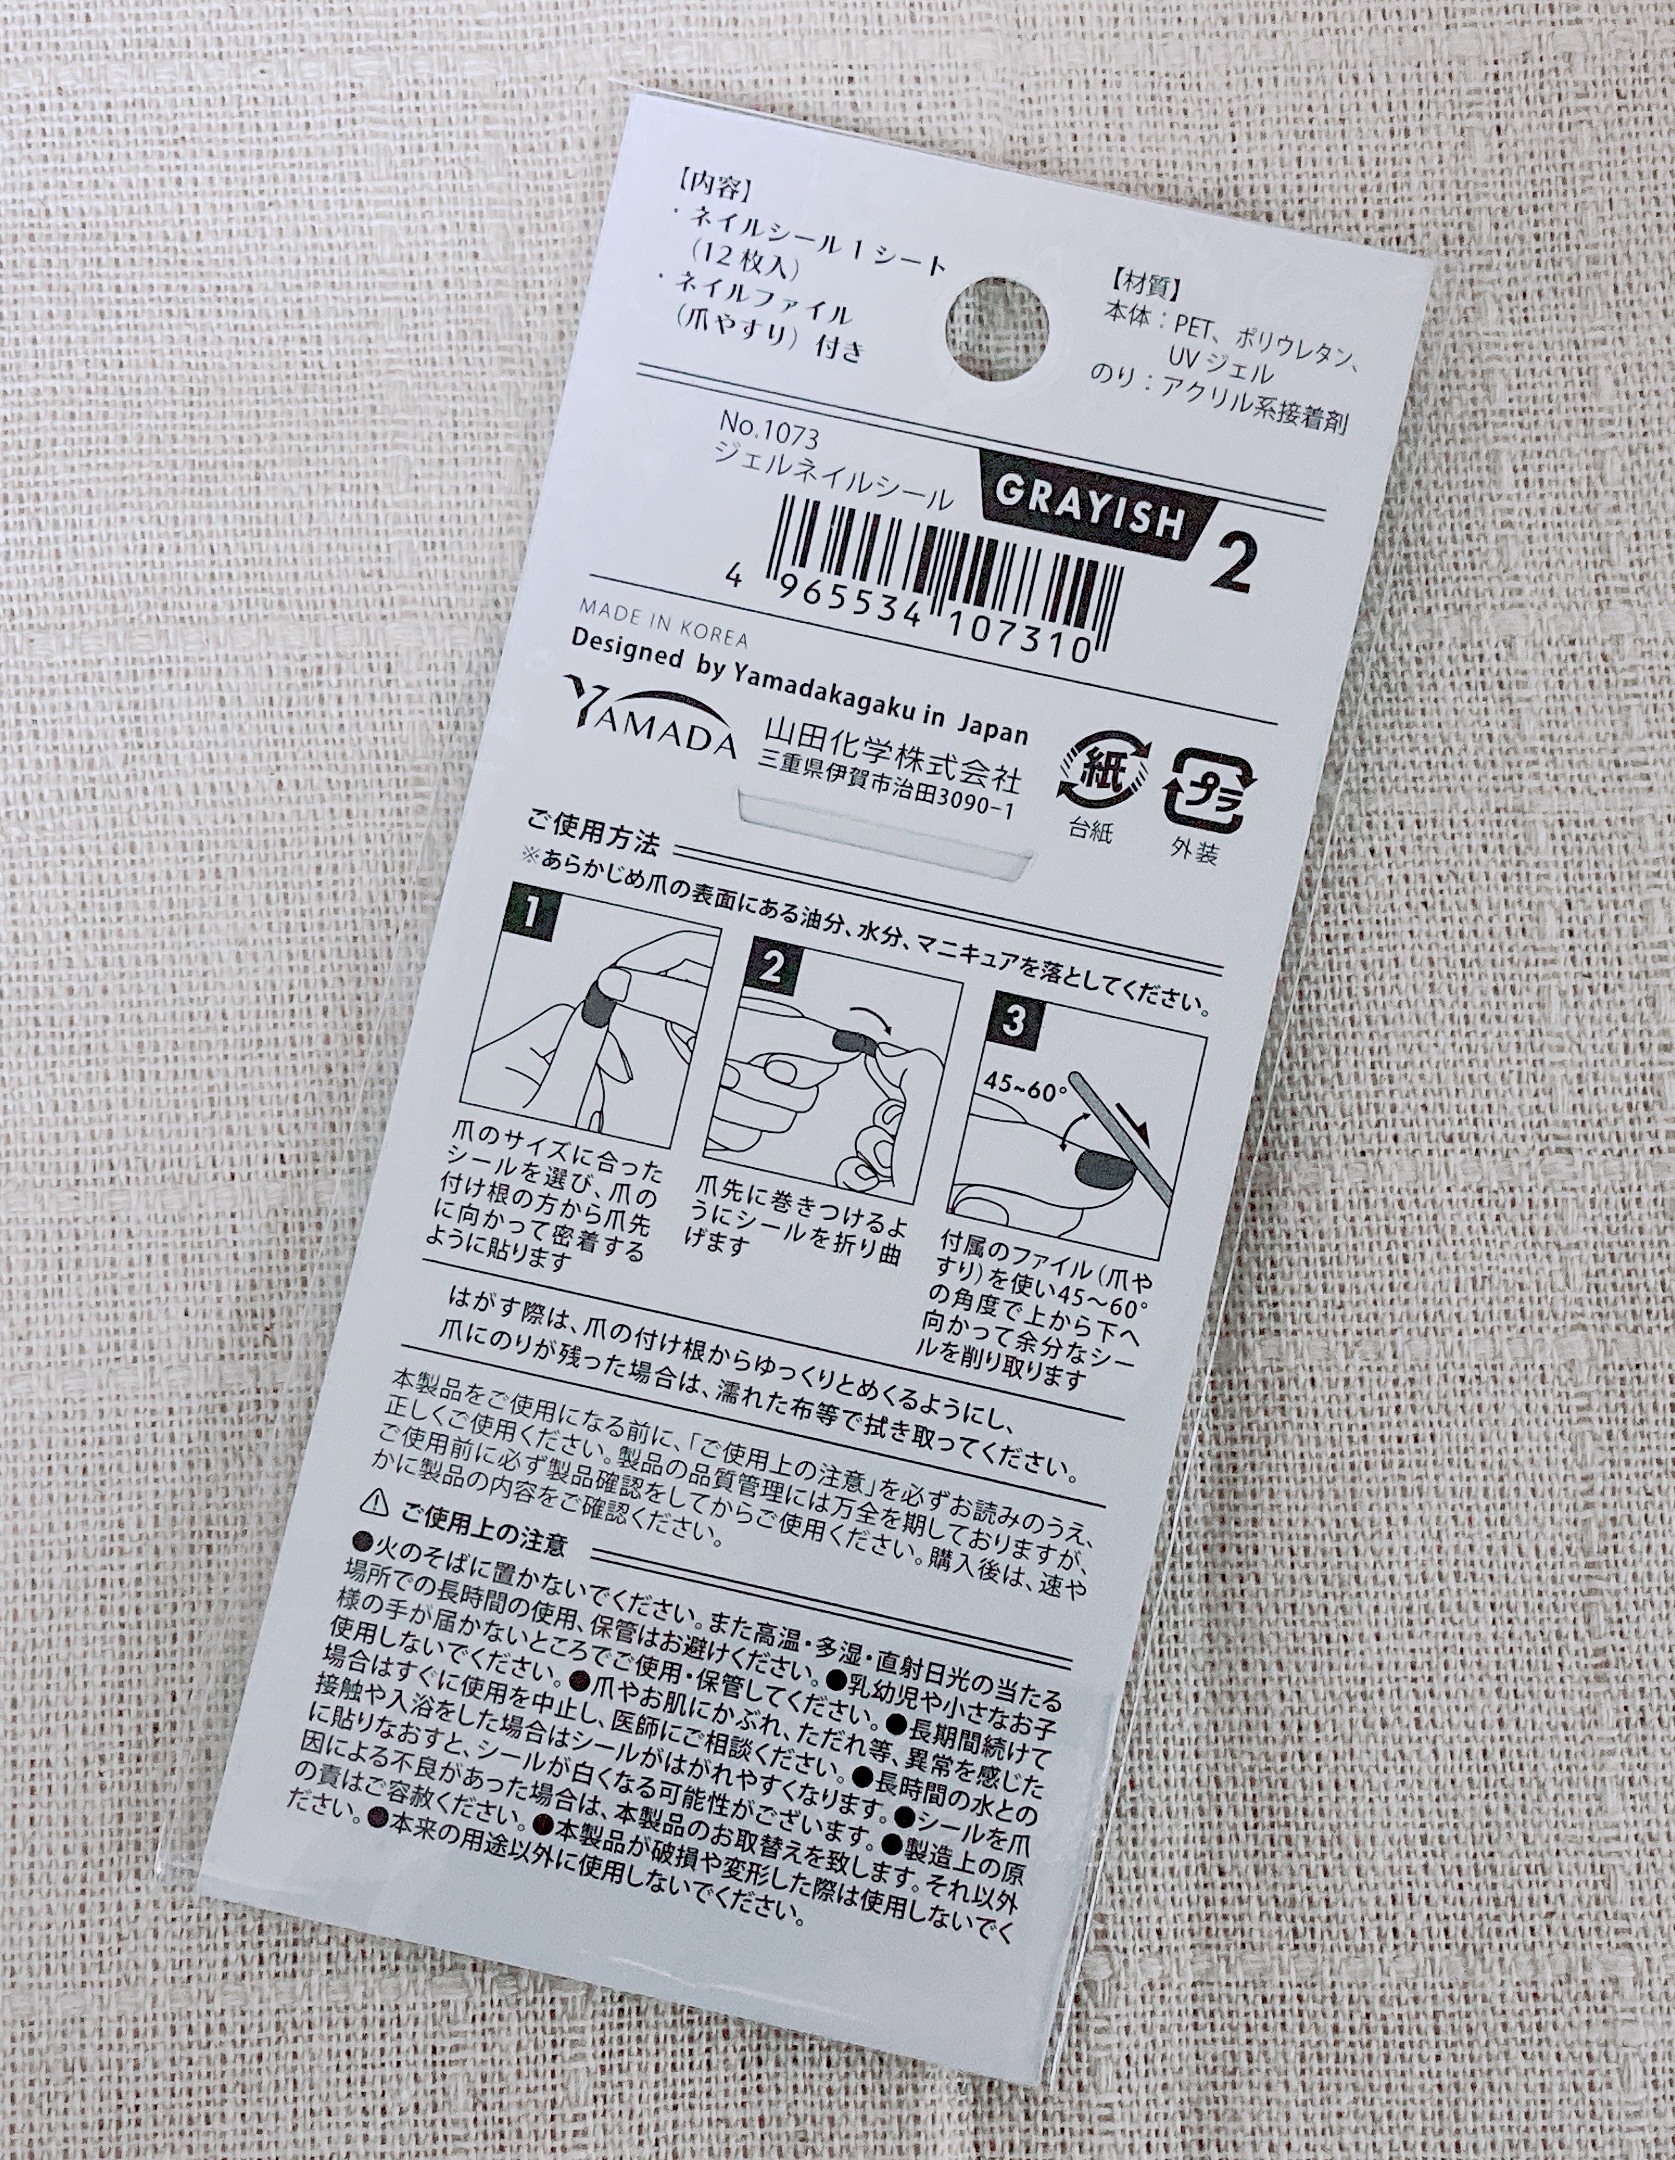 【内容】
・ネイルシール1シート
(12枚入)
・ネイルファイル
(爪やすり)付き
【材質】
本体：PET、ポリウレタン、
UVジェル
のり：アクリル系接着剤
No.1073
ジェルネイルシール
GRAYISH 2
4 965534 107310
MADE IN KOREA
Designed by Yamadakagaku in Japan
YAMADA
山田化学株式会社
三重県伊賀市治田3090-1
紙
台紙
プラ
外装
ご使用方法
※あらかじめ爪の表面にある油分、水分、マニキュアを落としてください。
1
爪のサイズに合った
シールを選び、爪の
付け根の方から爪先
に向かって密着する
ように貼ります
2
爪先に巻きつけるよ
うにシールを折り曲
げます
3
45~60°
付属のファイル(爪や
すり)を使い45～60°
の角度で上から下へ
向かって余分なシー
ルを削り取ります
はがす際は、爪の付け根からゆっくりとめくるようにし、
爪にのりが残った場合は、濡れた布等で拭き取ってください。
本製品をご使用になる前に、「ご使用上の注意」を必ずお読みのうえ、
正しくご使用ください。製品の品質管理には万全を期しておりますが、
ご使用前に必ず製品確認をしてからご使用ください。購入後は、速や
かに製品の内容をご確認ください。
⚠ ご使用上の注意
●火のそばに置かないでください。また高温・多湿・直射日光の当たる
場所での長時間の使用、保管はお避けください。●乳幼児や小さなお子
様の手が届かないところでご使用・保管してください。●長期間続けて
使用しないでください。●爪やお肌にかぶれ、ただれ等、異常を感じた
場合はすぐに使用を中止し、医師にご相談ください。●長時間の水との
接触や入浴をした場合はシールがはがれやすくなります。●シールを爪
に貼りなおすと、シールが白くなる可能性がございます。●製造上の原
因による不良があった場合は、本製品のお取替えを致します。それ以外
の責はご容赦ください。●本製品が破損や変形した際は使用しないでく
ださい。●本来の用途以外に使用しないでください。